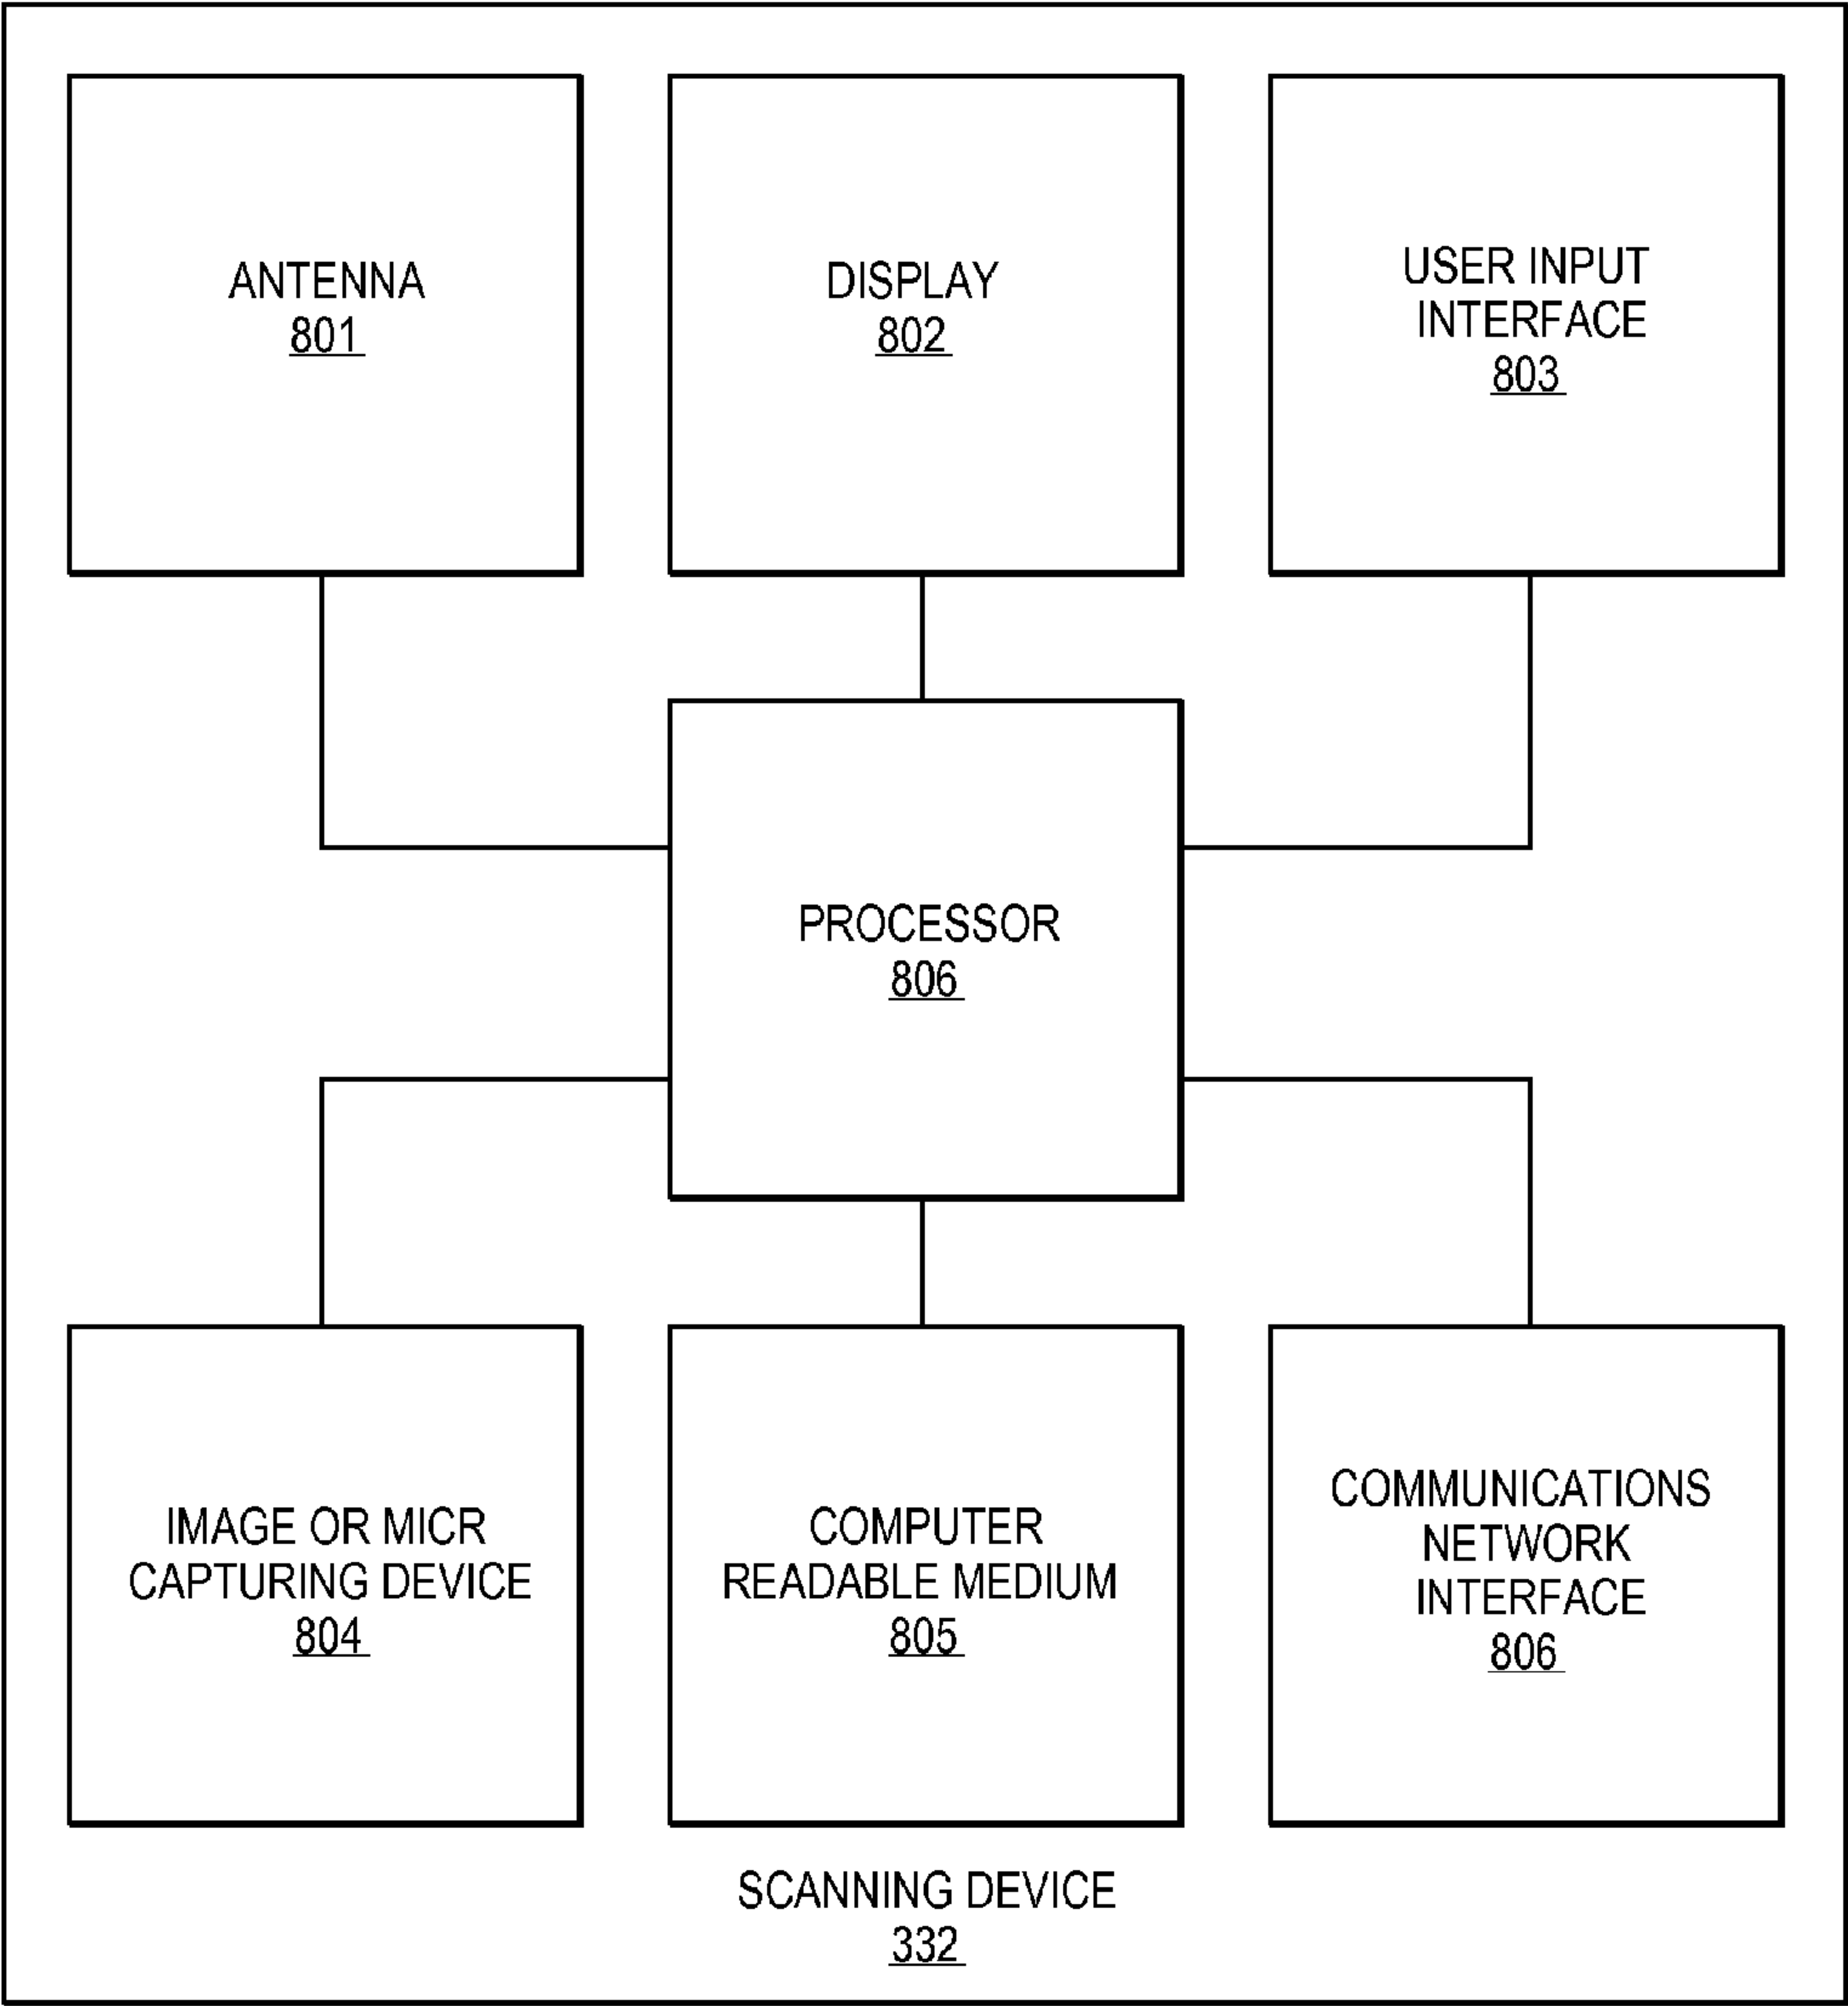 ANTENNA
801
DISPLAY
802
USER INPUT
INTERFACE
803
PROCESSOR
806
IMAGE OR MICR
CAPTURING DEVICE
804
COMPUTER
READABLE MEDIUM
805
COMMUNICATIONS
NETWORK
INTERFACE
806
SCANNING DEVICE
332